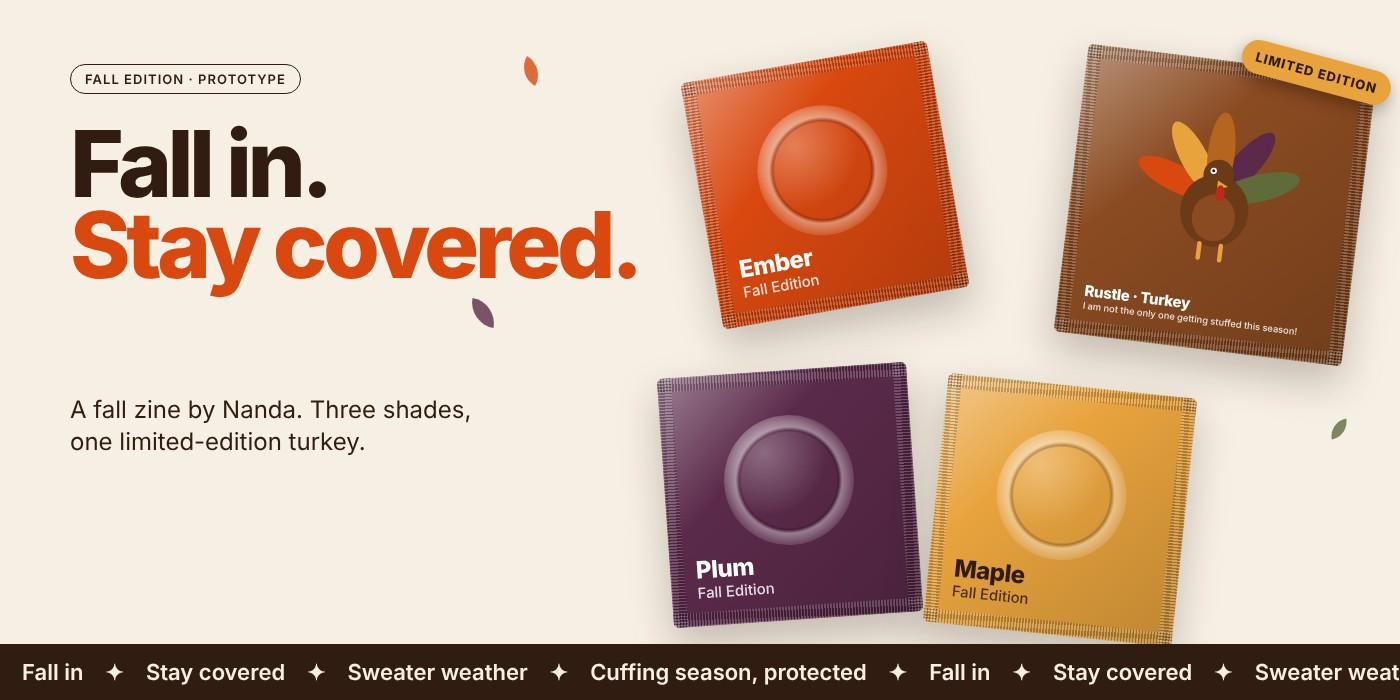 FALL EDITION · PROTOTYPE
Fall in.
Stay covered.
A fall zine by Nanda. Three shades,
one limited-edition turkey.
Ember
Fall Edition
LIMITED EDITION
Rustle · Turkey
I am not the only one getting stuffed this season!
Plum
Fall Edition
Maple
Fall Edition
Fall in ✦ Stay covered ✦ Sweater weather ✦ Cuffing season, protected ✦ Fall in ✦ Stay covered ✦ Sweater